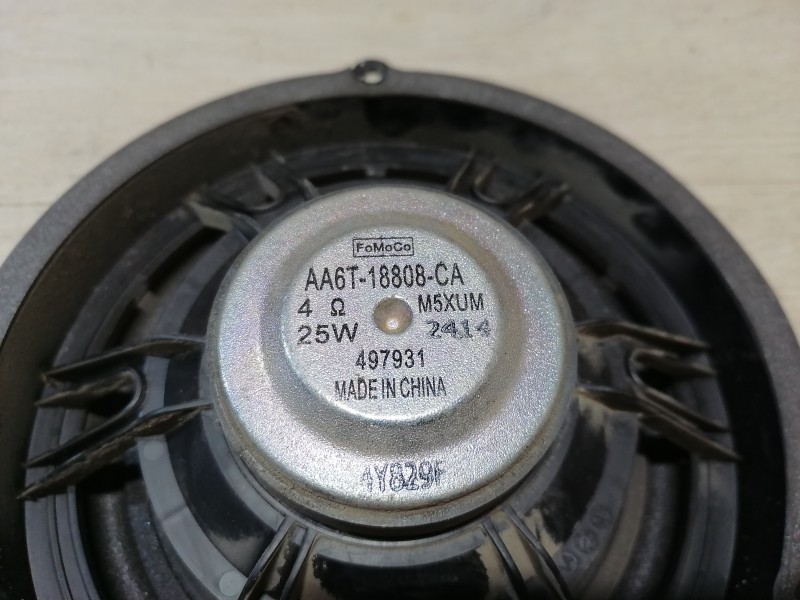 FoMoCo
AA6T-18808-CA
4 Ω M5XUM
25W 2414
497931
MADE IN CHINA
4Y829F